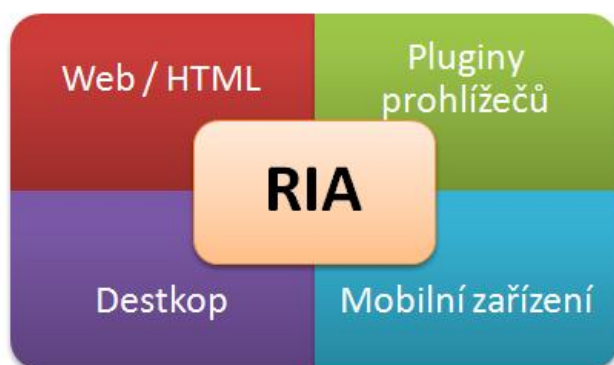 Web / HTML
Pluginy
prohlížečů
RIA
Destkop
Mobilní zařízení